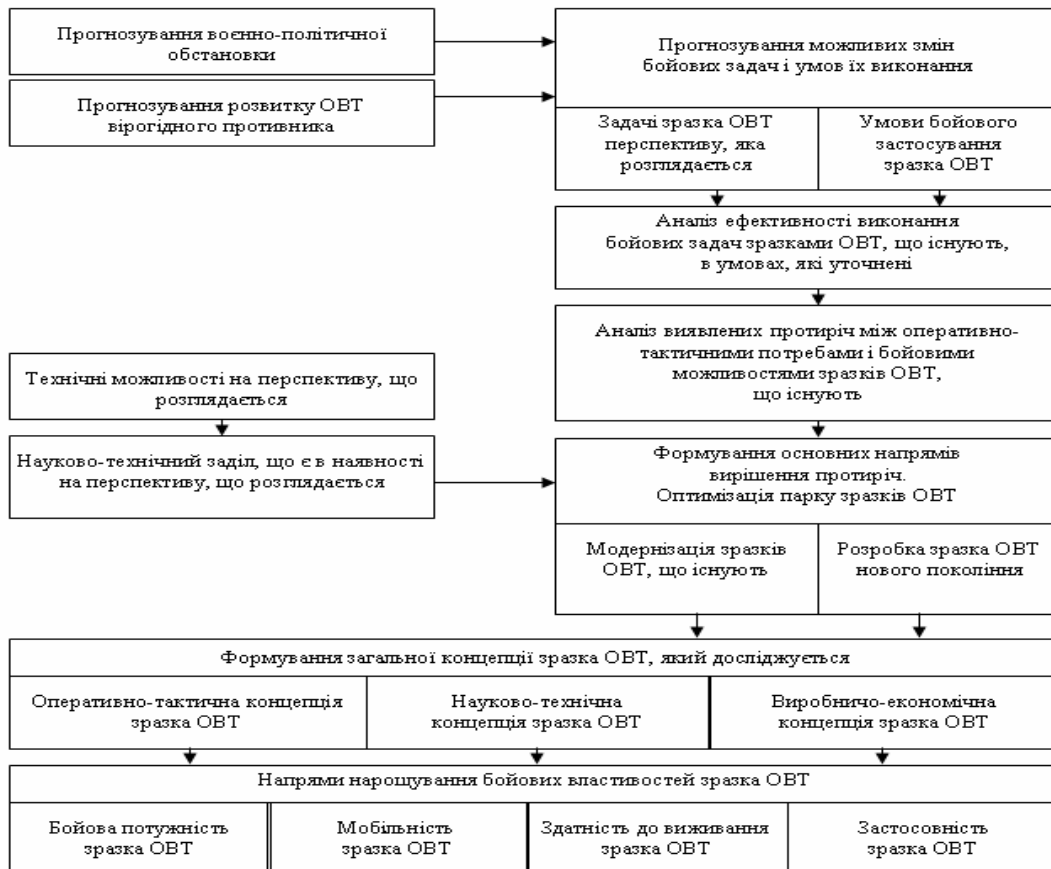 Прогнозування воєнно-політичної
обстановки
Прогнозування розвитку ОВТ
вірогідного противника
Прогнозування можливих змін
бойових задач і умов їх виконання
Задачі зразка ОВТ
перспективу, яка
розглядається
Умови бойового
застосування
зразка ОВТ
Аналіз ефективності виконання
бойових задач зразками ОВТ, що існують,
в умовах, які уточнені
Аналіз виявлених протиріч між оперативно-
тактичними потребами і бойовими
можливостями зразків ОВТ,
що існують
Технічні можливості на перспективу, що
розглядається
Науково-технічний заділ, що є в наявності
на перспективу, що розглядається
Формування основних напрямів
вирішення протиріч.
Оптимізація парку зразків ОВТ
Модернізація зразків
ОВТ, що існують
Розробка зразка ОВТ
нового покоління
Формування загальної концепції зразка ОВТ, який досліджується
Оперативно-тактична концепція
зразка ОВТ
Науково-технічна
концепція зразка ОВТ
Виробничо-економічна
концепція зразка ОВТ
Напрями нарощування бойових властивостей зразка ОВТ
Бойова потужність
зразка ОВТ
Мобільність
зразка ОВТ
Здатність до виживання
зразка ОВТ
Застосовність
зразка ОВТ